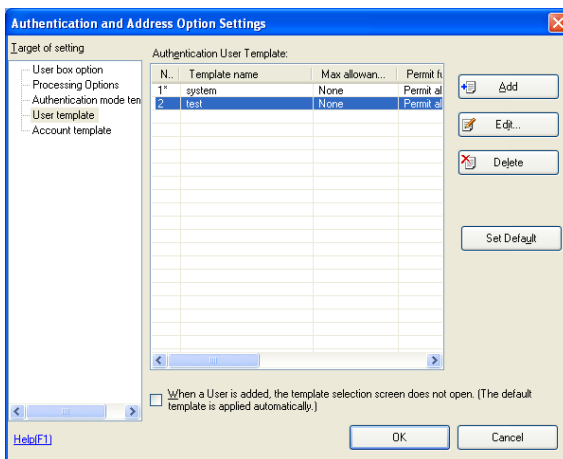 Authentication and Address Option Settings
Target of setting
User box option
Processing Options
Authentication mode ten
User template
Account template
Authentication User Template:
N.. Template name Max allowan... Permit fu
1* system None Permit al
2 test None Permit al
Add
Edit...
Delete
Set Default
When a User is added, the template selection screen does not open. (The default
template is applied automatically.)
Help(F1)
OK
Cancel